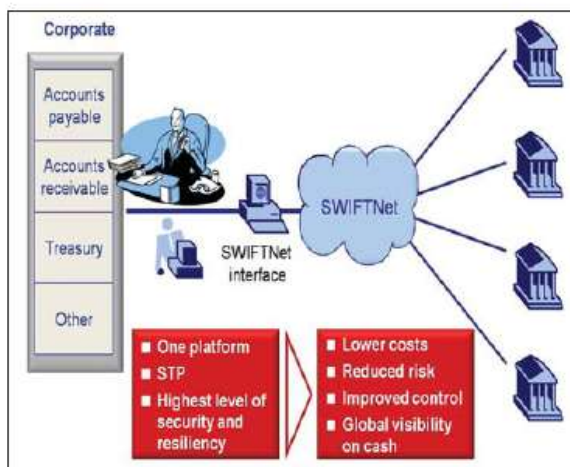 Corporate
Accounts
payable
Accounts
receivable
Treasury
Other
SWIFTNet
interface
SWIFTNet
One platform
STP
Highest level of
security and
resiliency
Lower costs
Reduced risk
Improved control
Global visibility
on cash